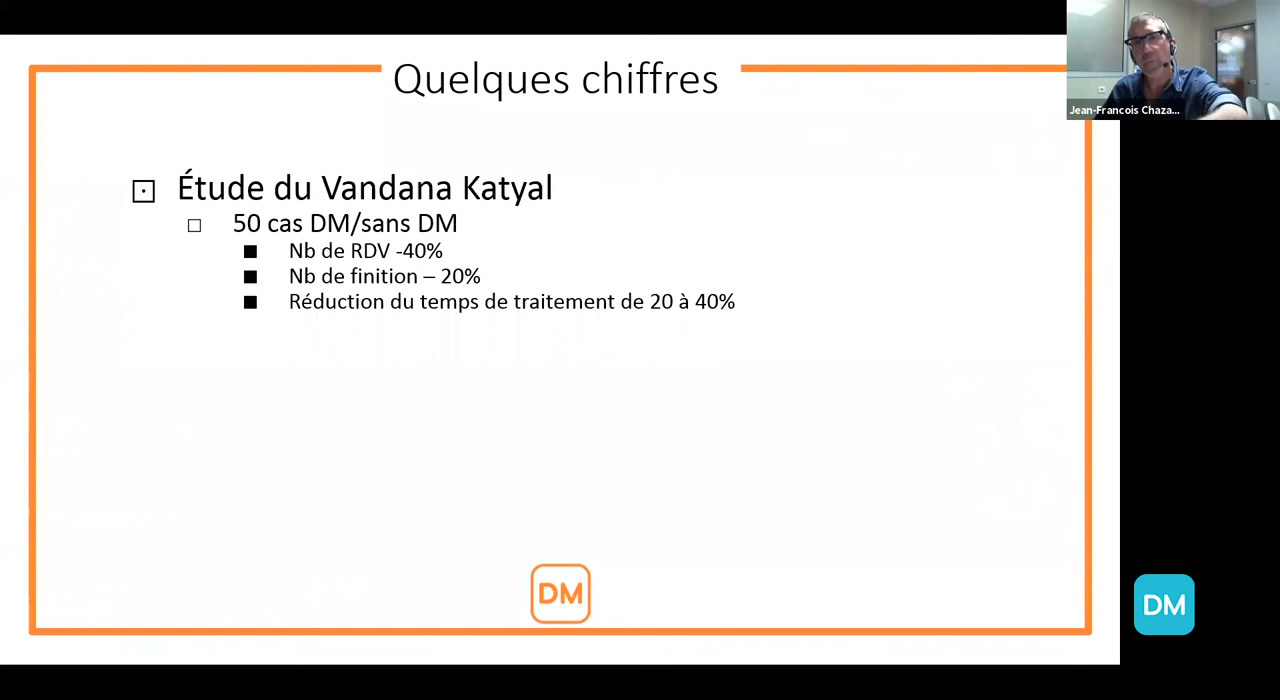 Quelques chiffres
Jean-Francois Chaza...
Étude du Vandana Katyal
50 cas DM/sans DM
Nb de RDV -40%
Nb de finition – 20%
Réduction du temps de traitement de 20 à 40%
DM
DM